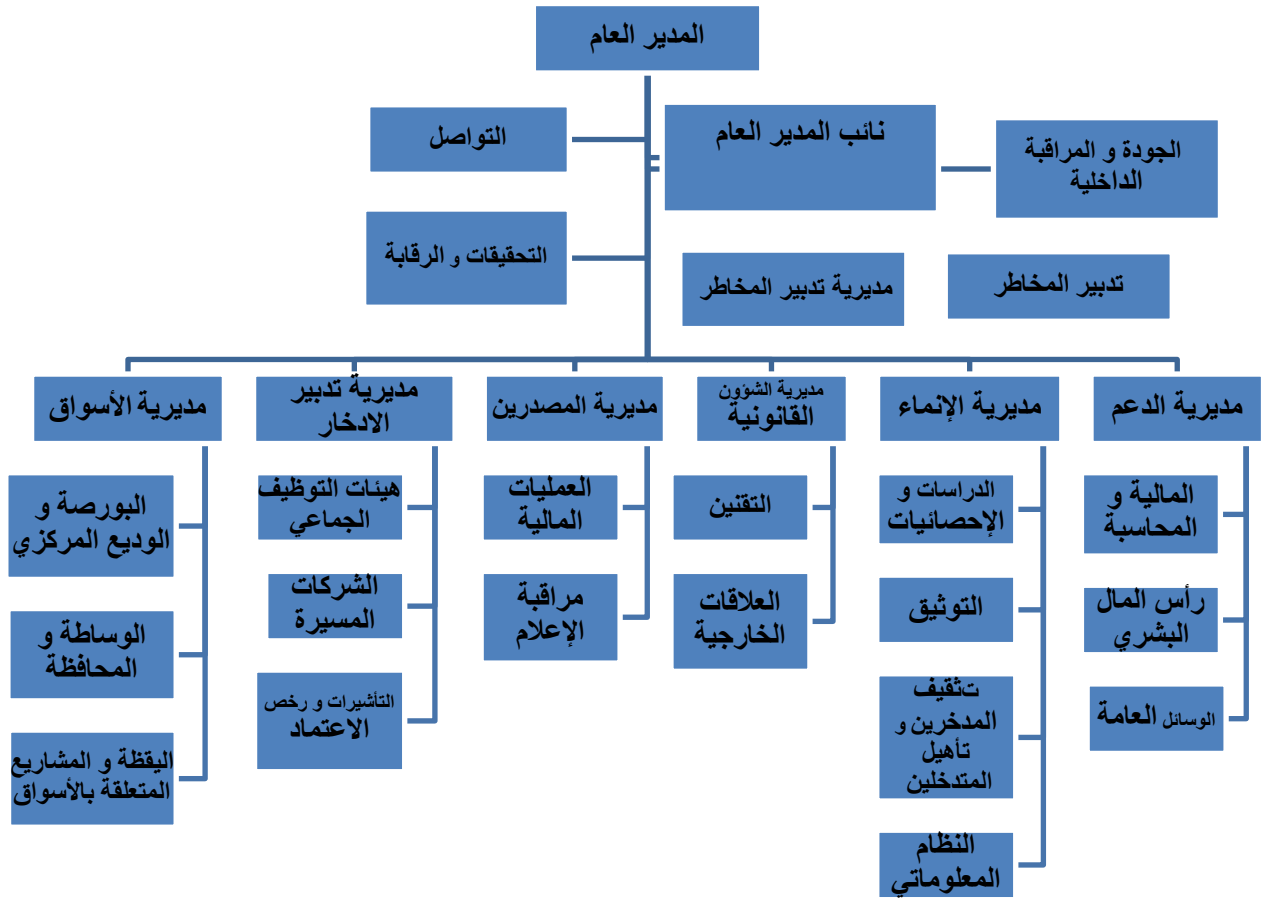 المدير العام
نائب المدير العام
التواصل
الجودة و المراقبة
الداخلية
التحقيقات و الرقابة
تدبير المخاطر
مديرية تدبير المخاطر
مديرية الدعم
مديرية الإنماء
مديرية الشؤون
القانونية
مديرية المصدرين
مديرية تدبير
الادخار
مديرية الأسواق
المالية و
المحاسبة
رأس المال
البشري
الوسائل العامة
الدراسات و
الإحصائيات
التوثيق
تثقيف
المدخرين و
تأهيل
المتدخلين
النظام
المعلوماتي
التقتين
العلاقات
الخارجية
العمليات
المالية
مراقبة
الإعلام
هيئات التوظيف
الجماعي
الشركات
المسيرة
التأشيرات و رخص
الاعتماد
البورصة و
الوديع المركزي
الوساطة و
المحافظة
اليقظة و المشاريع
المتعلقة بالأسواق